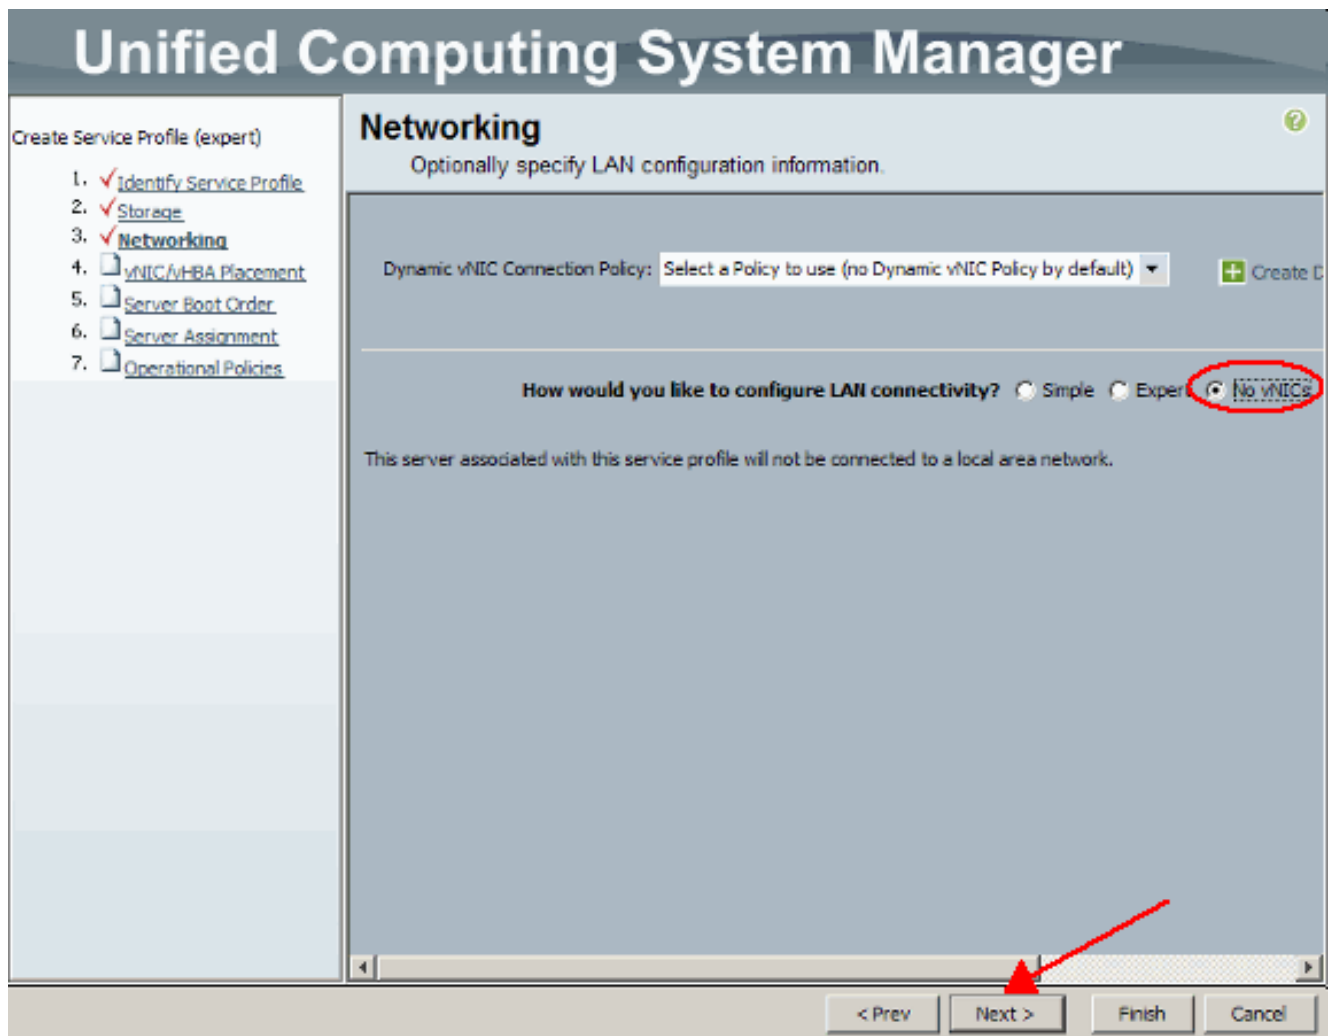 Unified Computing System Manager
Create Service Profile (expert)
1. Identify Service Profile
2. Storage
3. Networking
4. vNIC/vHBA Placement
5. Server Boot Order
6. Server Assignment
7. Operational Policies
Networking
Optionally specify LAN configuration information.
Dynamic vNIC Connection Policy: Select a Policy to use (no Dynamic vNIC Policy by default) Create D
How would you like to configure LAN connectivity? Simple Expert No vNICs
This server associated with this service profile will not be connected to a local area network.
< Prev Next > Finish Cancel